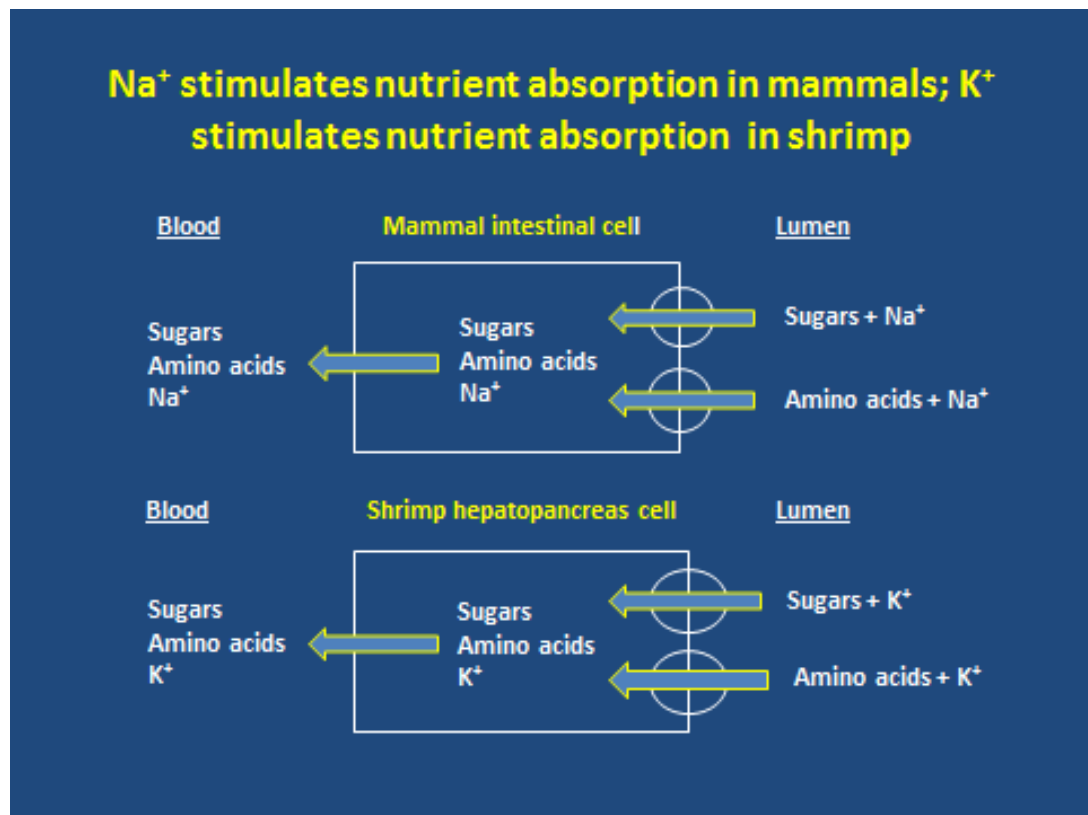 Na⁺ stimulates nutrient absorption in mammals; K⁺
stimulates nutrient absorption in shrimp
Blood
Mammal intestinal cell
Lumen
Sugars
Amino acids
Na⁺
Sugars
Amino acids
Na⁺
Sugars + Na⁺
Amino acids + Na⁺
Blood
Shrimp hepatopancreas cell
Lumen
Sugars
Amino acids
K⁺
Sugars
Amino acids
K⁺
Sugars + K⁺
Amino acids + K⁺